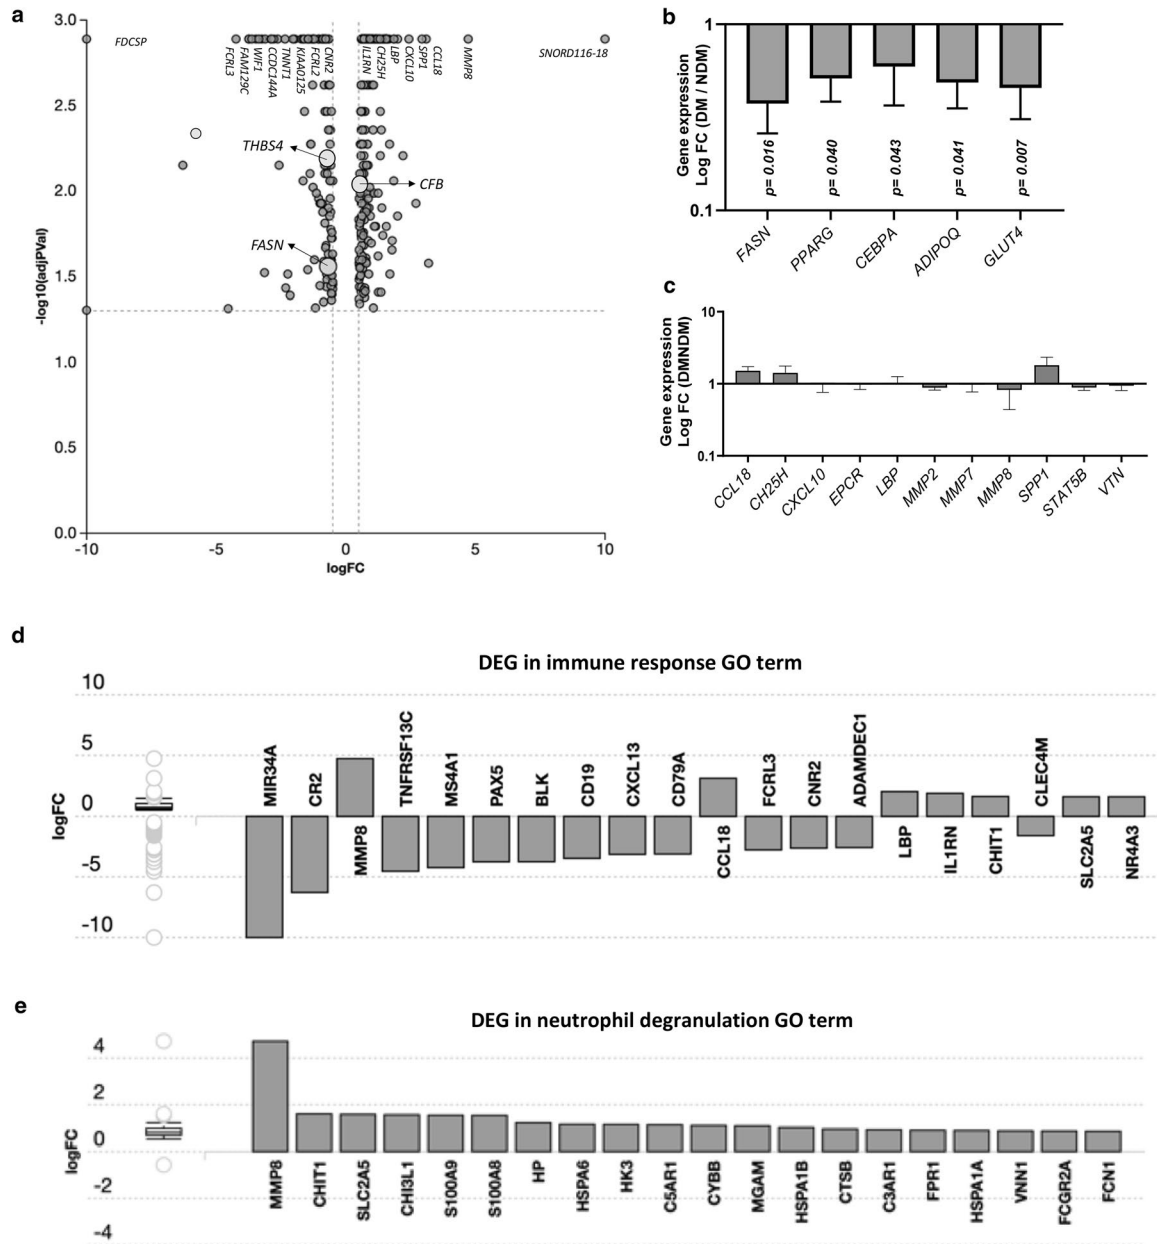 a
3.0
2.5
2.0
1.5
1.0
0.5
0.0
-log10(adjPVal)
FDCSP
FCRL3
FAM129C
WIF1
CCDC144A
TNNT1
KIAA0125
FCRL2
CNR2
IL1RN
CH25H
LBP
CXCL10
SPP1
CCL18
MMP8
SNORD116-18
THBS4
CFB
FASN
-10
-5
0
5
10
logFC
b
Gene expression
Log FC (DM / NDM)
1
0.1
p= 0.016
p= 0.040
p= 0.043
p= 0.041
p= 0.007
FASN
PPARG
CEBPA
ADIPOQ
GLUT4
c
Gene expression
Log FC (DMNDM)
10
1
0.1
CCL18
CH25H
CXCL10
EPCR
LBP
MMP2
MMP7
MMP8
SPP1
STAT5B
VTN
d
DEG in immune response GO term
10
5
0
-5
-10
logFC
MIR34A
CR2
MMP8
TNFRSF13C
MS4A1
PAX5
BLK
CD19
CXCL13
CD79A
CCL18
FCRL3
CNR2
ADAMDEC1
LBP
IL1RN
CHIT1
CLEC4M
SLC2A5
NR4A3
e
DEG in neutrophil degranulation GO term
4
2
0
-2
-4
logFC
MMP8
CHIT1
SLC2A5
CHI3L1
S100A9
S100A8
HP
HSPA6
HK3
C5AR1
CYBB
MGAM
HSPA1B
CTSB
C3AR1
FPR1
HSPA1A
VNN1
FCGR2A
FCN1